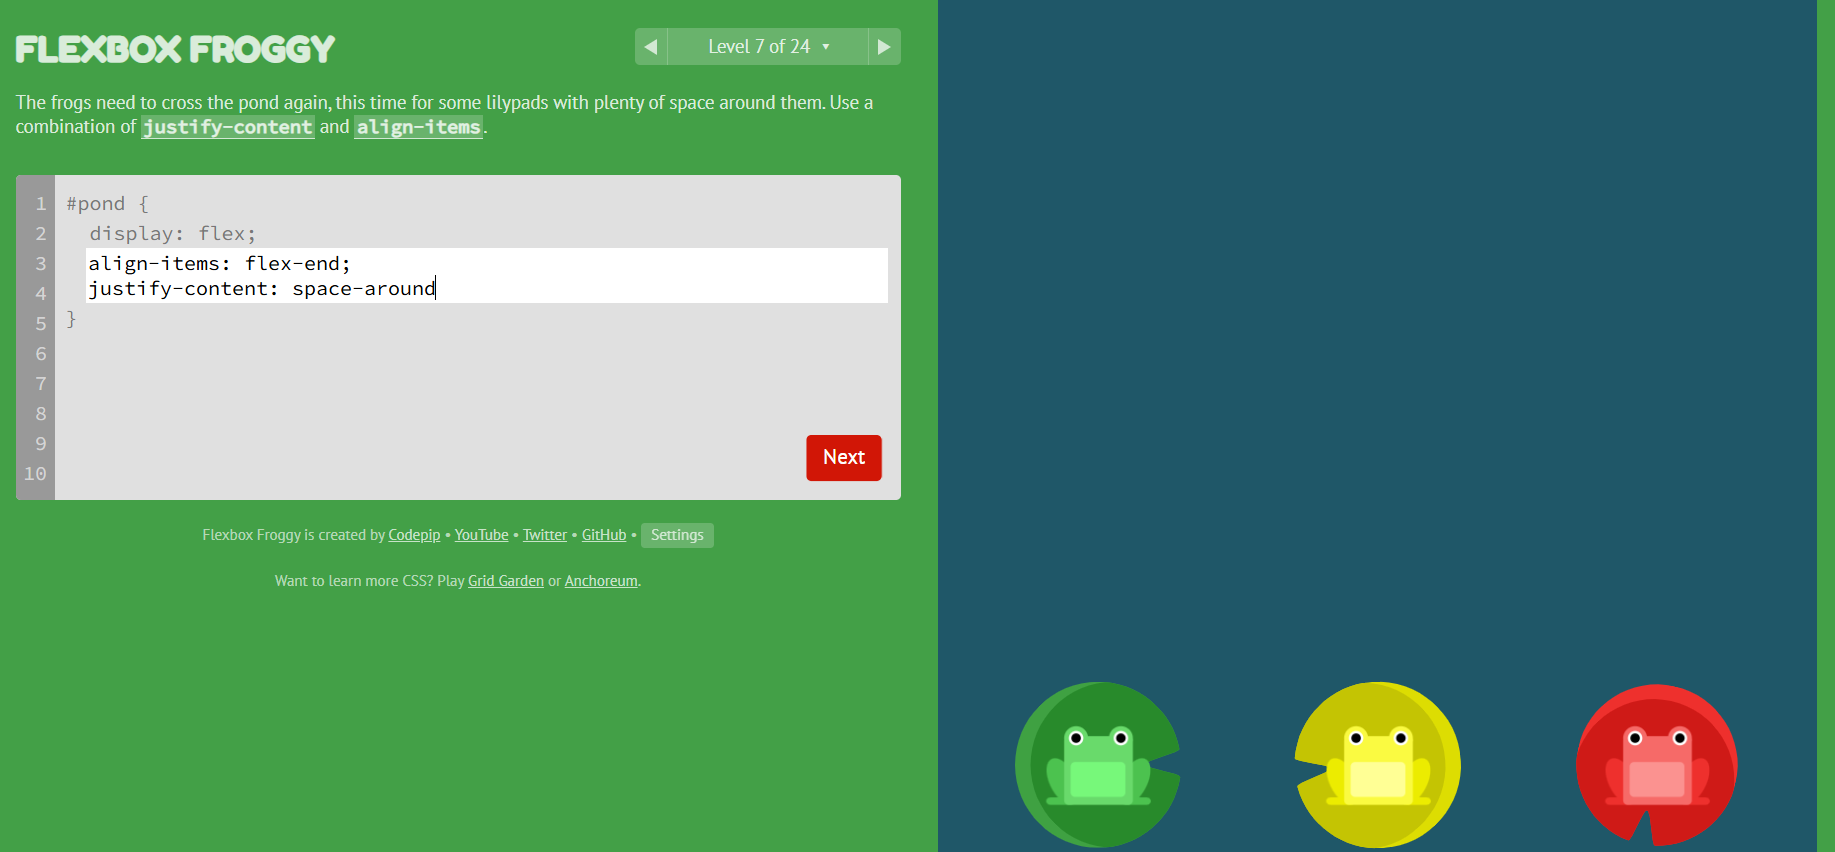 FLEXBOX FROGGY
◀ Level 7 of 24 ▼ ▶
The frogs need to cross the pond again, this time for some lilypads with plenty of space around them. Use a
combination of justify-content and align-items.
1 #pond {
2   display: flex;
3   align-items: flex-end;
4   justify-content: space-around
5 }
6
7
8
9
10
Next
Flexbox Froggy is created by Codepip • YouTube • Twitter • GitHub • Settings
Want to learn more CSS? Play Grid Garden or Anchoreum.